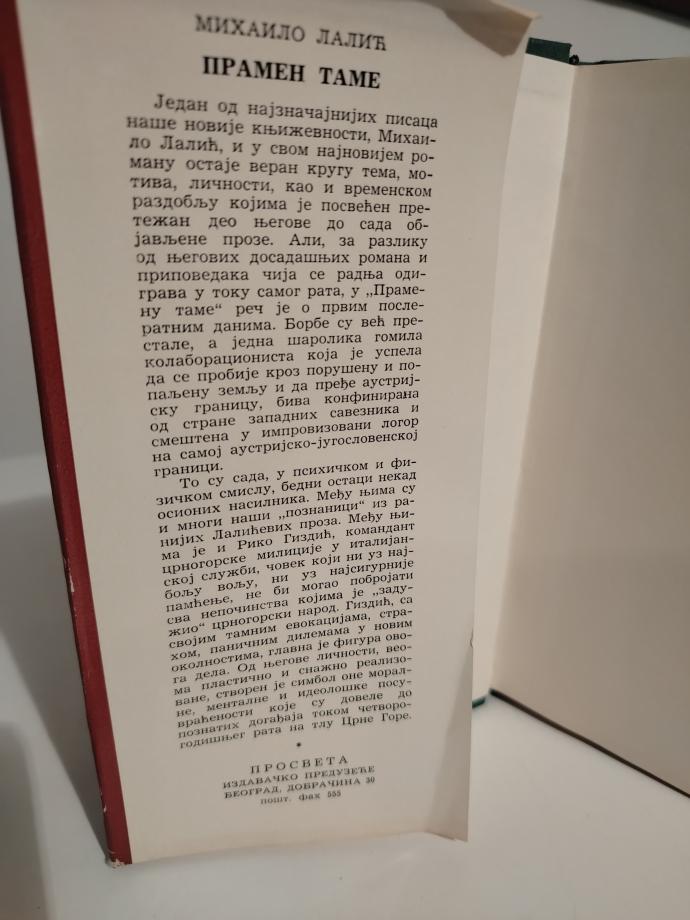 МИХАИЛО ЛАЛИЋ
ПРАМЕН ТАМЕ
Један од најзначајнијих писаца
наше новије књижевности, Михаи-
ло Лалић, и у свом најновијем ро-
ману остаје веран кругу тема, мо-
тива, личности, као и временском
раздобљу којима је посвећен пре-
тежан део његове до сада об-
јављене прозе. Али, за разлику
од његових досадашњих романа и
приповедака чија се радња оди-
грава у току самог рата, у „Праме-
ну таме“ реч је о првим после-
ратним данима. Борбе су већ пре-
стале, а једна шаролика гомила
колаборациониста која је успела
да се пробије кроз порушену и по-
паљену земљу и да пређе аустриј-
ску границу, бива конфинирана
од стране западних савезника и
смештена у импровизовани логор
на самој аустријско-југословенској
граници.
То су сада, у психичком и фи-
зичком смислу, бедни остаци некад
осионих насилника. Међу њима су
и многи наши „познаници“ из ра-
нијих Лалићевих проза. Међу њи-
ма је и Рико Гиздић, командант
црногорске милиције у италијан-
ској служби, човек који ни уз нај-
бољу вољу, ни уз најсигурније
памћење, не би могао побројати
сва непочинства којима је „заду-
жио“ црногорски народ. Гиздић, са
својим тамним евокацијама, стра-
хом, паничним дилемама у новим
околностима, главна је фигура ово-
га дела. Од његове личности, вео-
ма пластично и снажно реализо-
ване, створен је симбол оне морал-
не, менталне и идеолошке посу-
враћености које су довеле до
познатих догађаја током четворо-
годишњег рата на тлу Црне Горе.
*
ПРОСВЕТА
ИЗДАВАЧКО ПРЕДУЗЕЋЕ
БЕОГРАД, ДОБРАЧИНА 30
пошт. фах 555